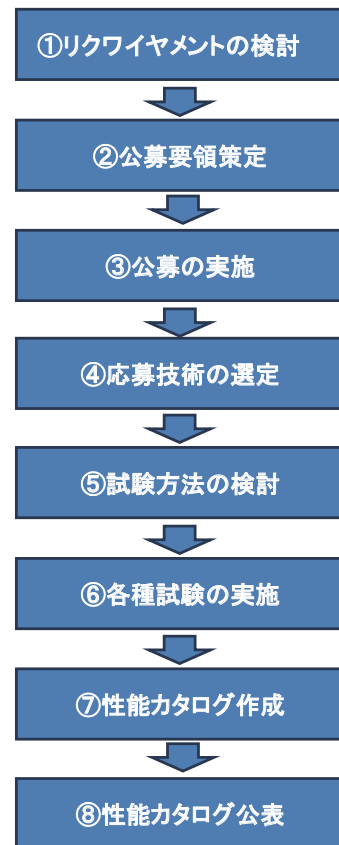 ①リクワイヤメントの検討
②公募要領策定
③公募の実施
④応募技術の選定
⑤試験方法の検討
⑥各種試験の実施
⑦性能カタログ作成
⑧性能カタログ公表